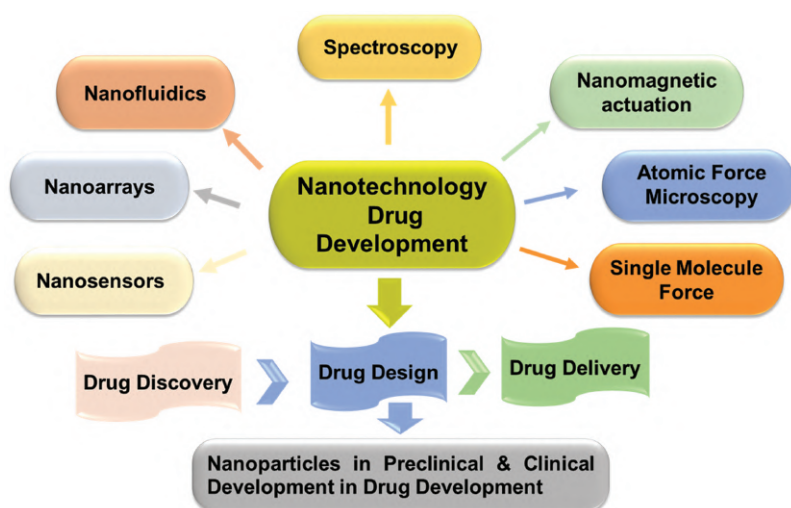 Spectroscopy
Nanofluidics
Nanomagnetic
actuation
Nanoarrays
Nanotechnology
Drug
Development
Atomic Force
Microscopy
Nanosensors
Single Molecule
Force
Drug Discovery
Drug Design
Drug Delivery
Nanoparticles in Preclinical & Clinical
Development in Drug Development